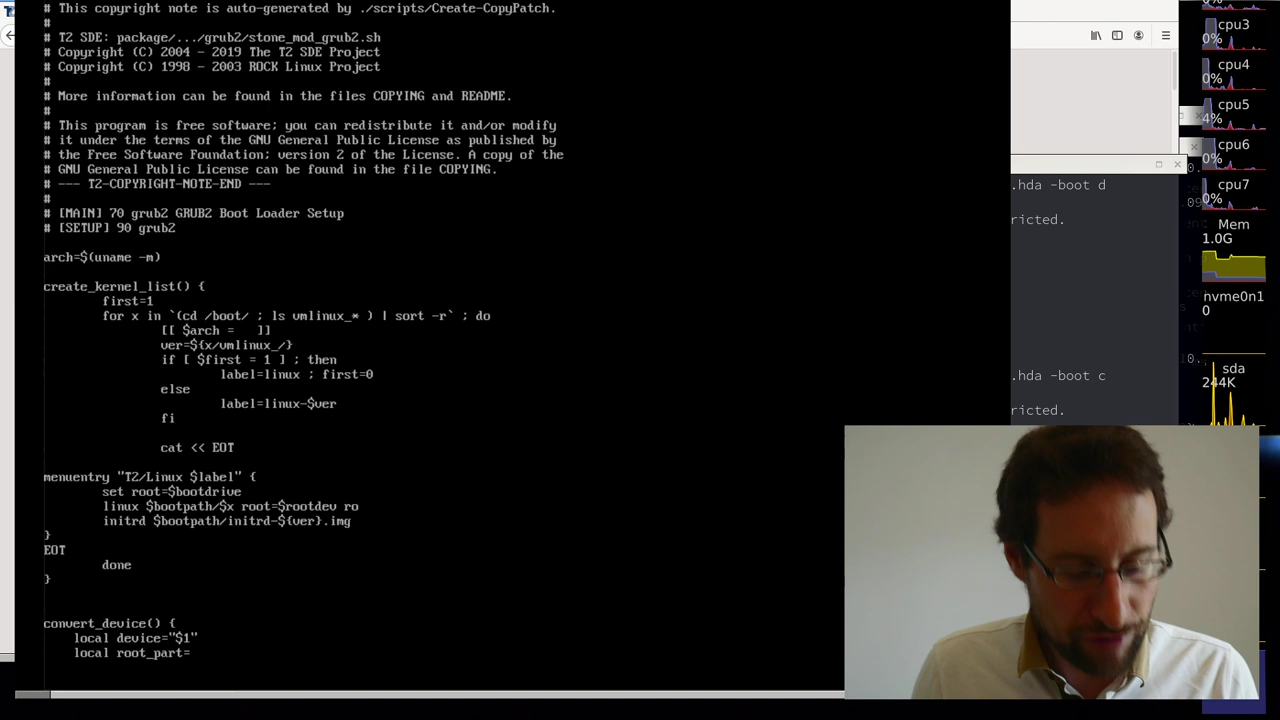 # This copyright note is auto-generated by ./scripts/Create-CopyPatch.
#
# T2 SDE: package/.../grub2/stone_mod_grub2.sh
# Copyright (C) 2004 - 2019 The T2 SDE Project
# Copyright (C) 1998 - 2003 ROCK Linux Project
#
# More information can be found in the files COPYING and README.
#
# This program is free software; you can redistribute it and/or modify
# it under the terms of the GNU General Public License as published by
# the Free Software Foundation; version 2 of the License. A copy of the
# GNU General Public License can be found in the file COPYING.
# --- T2-COPYRIGHT-NOTE-END ---
#
# [MAIN] 70 grub2 GRUB2 Boot Loader Setup
# [SETUP] 90 grub2
arch=$(uname -m)
create_kernel_list() {
first=1
for x in `(cd /boot/ ; ls vmlinux_* ) | sort -r` ; do
[[ $arch =   ]]
ver=${x/vmlinux_/}
if [ $first = 1 ] ; then
label=linux ; first=0
else
label=linux-$ver
fi
cat << EOT
menuentry "T2/Linux $label" {
set root=$bootdrive
linux $bootpath/$x root=$rootdev ro
initrd $bootpath/initrd-${ver}.img
}
EOT
done
}
convert_device() {
local device="$1"
local root_part=
.hda -boot d
ricted.
.hda -boot c
ricted.
cpu3
0%
cpu4
0%
cpu5
4%
cpu6
0%
cpu7
0%
Mem
1.0G
nvme0n1
0
sda
244K